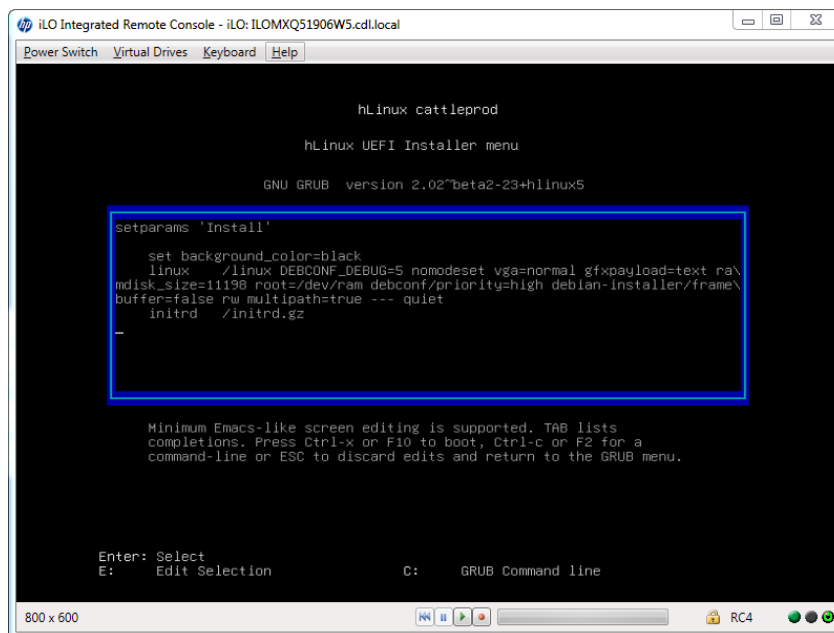 iLO Integrated Remote Console - iLO: ILOMXQ51906W5.cdl.local
Power Switch Virtual Drives Keyboard Help
hLinux cattleprod
hLinux UEFI Installer menu
GNU GRUB version 2.02~beta2-23+hlinux5
setparams 'Install'
set background_color=black
linux /linux DEBCONF_DEBUG=5 nomodeset vga=normal gfxpayload=text ra\
mdisk_size=11198 root=/dev/ram debconf/priority=high debian-installer/frame\
buffer=false rw multipath=true --- quiet
initrd /initrd.gz
Minimum Emacs-like screen editing is supported. TAB lists
completions. Press Ctrl-x or F10 to boot, Ctrl-c or F2 for a
command-line or ESC to discard edits and return to the GRUB menu.
Enter: Select
E: Edit Selection C: GRUB Command line
800 x 600 RC4